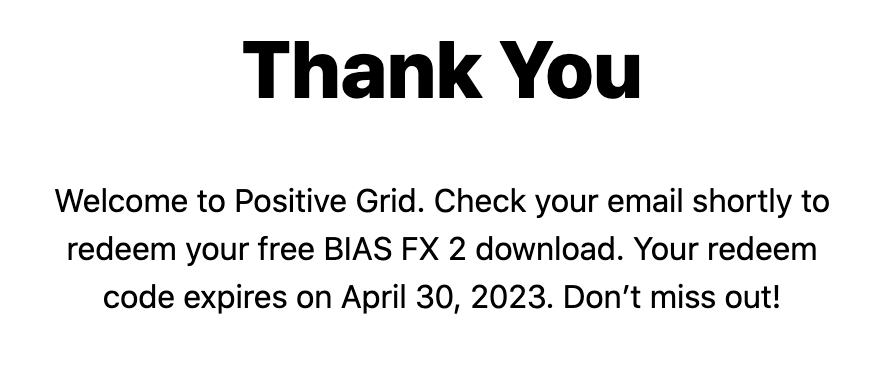 Thank You
Welcome to Positive Grid. Check your email shortly to
redeem your free BIAS FX 2 download. Your redeem
code expires on April 30, 2023. Don’t miss out!